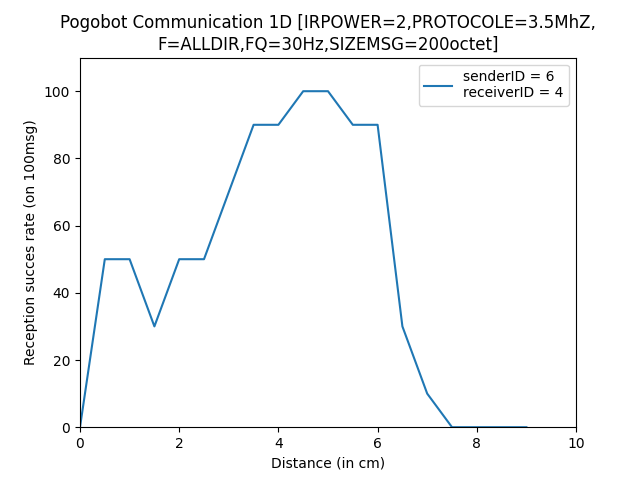 Pogobot Communication 1D [IRPOWER=2,PROTOCOLE=3.5MhZ,
F=ALLDIR,FQ=30Hz,SIZEMSG=200octet]
senderID = 6
receiverID = 4
Reception succes rate (on 100msg)
100
80
60
40
20
0
0 2 4 6 8 10
Distance (in cm)